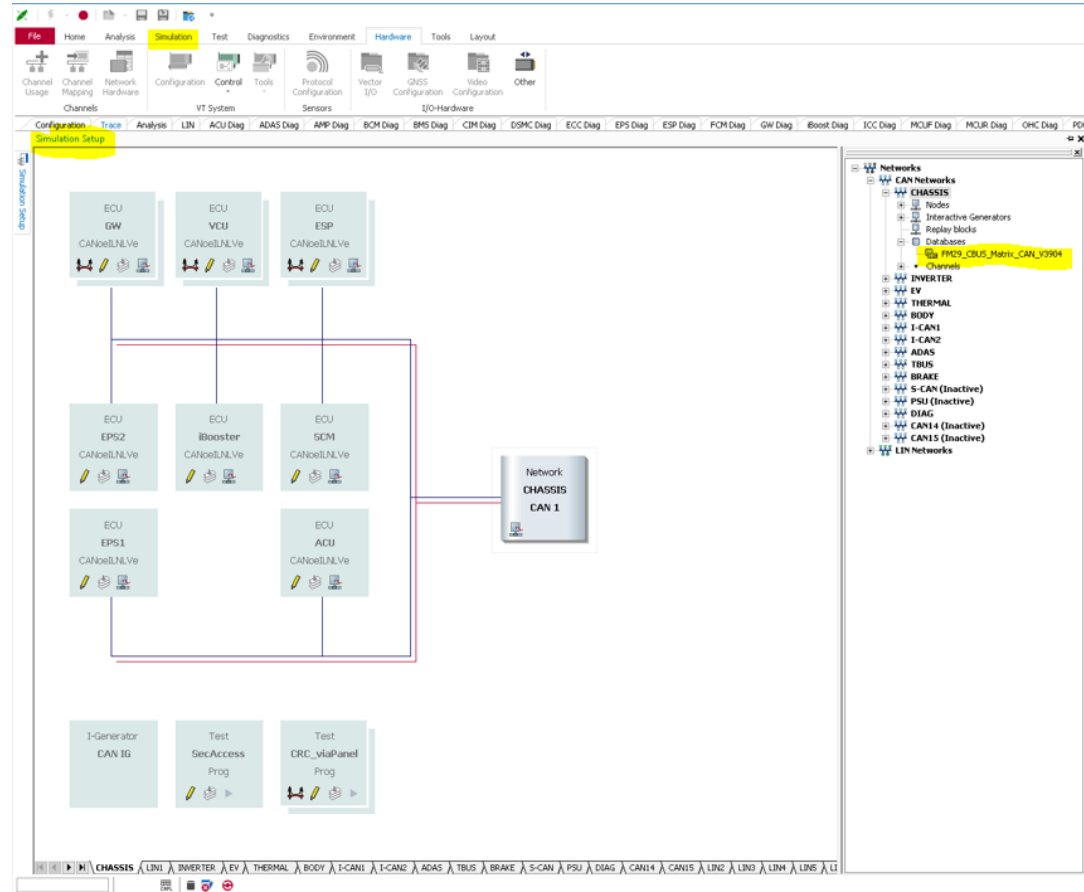 File Home Analysis Simulation Test Diagnostics Environment Hardware Tools Layout
Channel Usage
Channel Mapping
Network Hardware
Configuration
Control
Tools
Protocol Configuration
Vector I/O
GNSS Configuration
Video Configuration
Other
Channels VT System Sensors I/O-Hardware
Configuration Trace Analysis LIN ACU Diag ADAS Diag AMP Diag BCM Diag BMS Diag CIM Diag DSMC Diag ECC Diag EPS Diag ESP Diag FCM Diag GW Diag iBoost Diag ICC Diag MCUF Diag MCUR Diag OHC Diag
Simulation Setup
Simulation Setup
ECU
GW
CANoeILNLVe
ECU
VCU
CANoeILNLVe
ECU
ESP
CANoeILNLVe
ECU
EPS2
CANoeILNLVe
ECU
iBooster
CANoeILNLVe
ECU
SCM
CANoeILNLVe
ECU
EPS1
CANoeILNLVe
ECU
ACU
CANoeILNLVe
Network
CHASSIS
CAN 1
I-Generator
CAN IG
Test
SecAccess
Prog
Test
CRC_viaPanel
Prog
Networks
CAN Networks
CHASSIS
Nodes
Interactive Generators
Replay blocks
Databases
FM29_CBUS_Matrix_CAN_V3904
Channels
INVERTER
EV
THERMAL
BODY
I-CAN1
I-CAN2
ADAS
TBUS
BRAKE
S-CAN (Inactive)
PSU (Inactive)
DIAG
CAN14 (Inactive)
CAN15 (Inactive)
LIN Networks
CHASSIS LIN1 INVERTER EV THERMAL BODY I-CAN1 I-CAN2 ADAS TBUS BRAKE S-CAN PSU DIAG CAN14 CAN15 LIN2 LIN3 LIN4 LIN5 LI